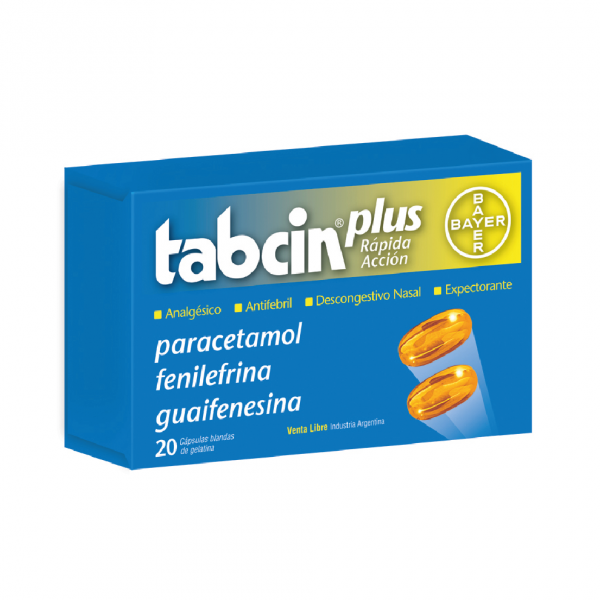 tabcin® plus
Rápida
Acción
BAYER
BAYER
Analgésico
Antifebril
Descongestivo Nasal
Expectorante
paracetamol
fenilefrina
guaifenesina
20 Cápsulas blandas
de gelatina
Venta Libre Industria Argentina